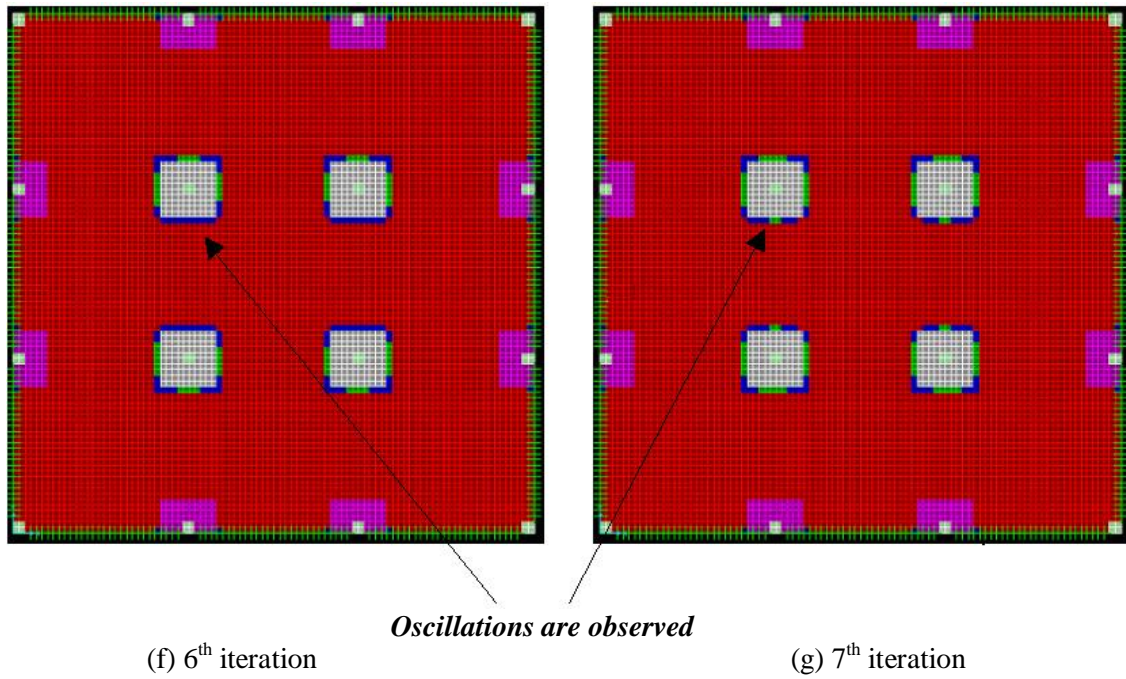 Oscillations are observed
(f) 6th iteration
(g) 7th iteration